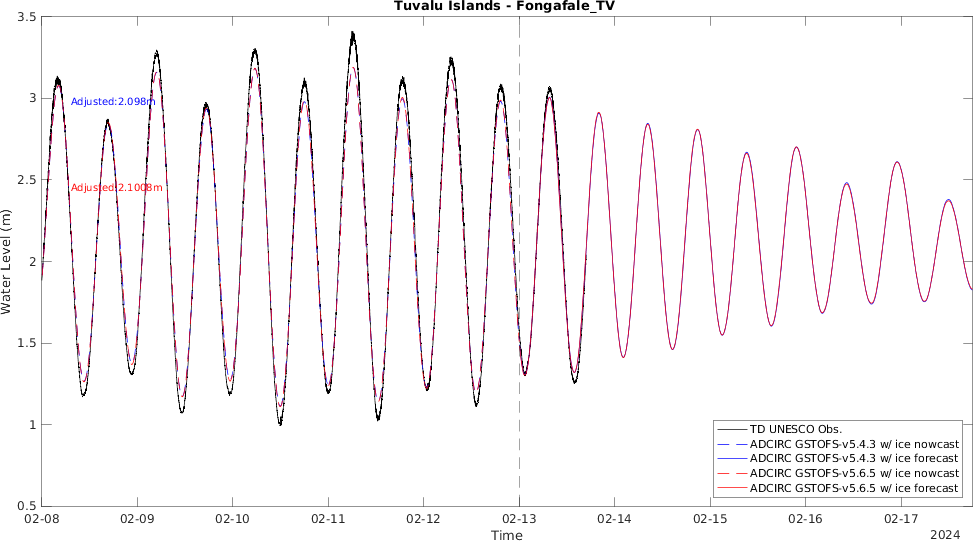 Tuvalu Islands - Fongafale_TV
3.5
3
2.5
2
1.5
1
0.5
Water Level (m)
Adjusted:2.098m
Adjusted:2.1008m
TD UNESCO Obs.
ADCIRC GSTOFS-v5.4.3 w/ ice nowcast
ADCIRC GSTOFS-v5.4.3 w/ ice forecast
ADCIRC GSTOFS-v5.6.5 w/ ice nowcast
ADCIRC GSTOFS-v5.6.5 w/ ice forecast
02-08 02-09 02-10 02-11 02-12 02-13 02-14 02-15 02-16 02-17
Time
2024